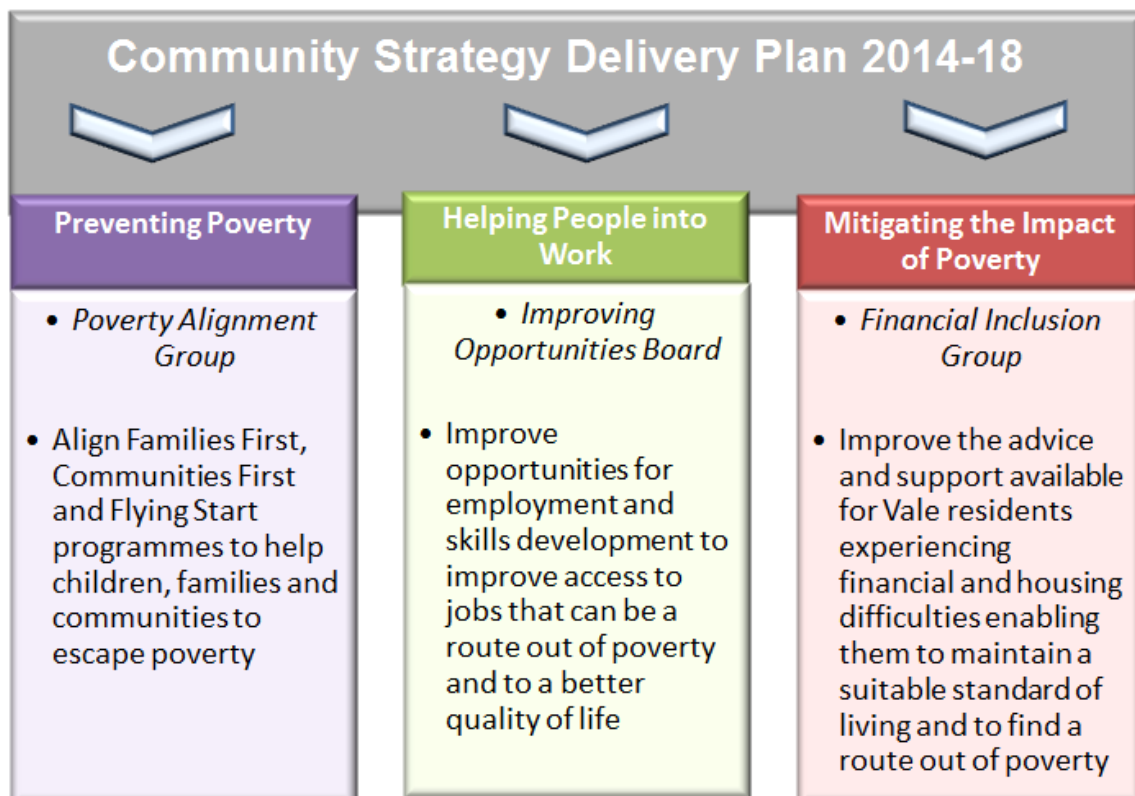 Community Strategy Delivery Plan 2014-18
Preventing Poverty
• Poverty Alignment
Group
• Align Families First,
Communities First
and Flying Start
programmes to help
children, families and
communities to
escape poverty
Helping People into
Work
• Improving
Opportunities Board
• Improve
opportunities for
employment and
skills development to
improve access to
jobs that can be a
route out of poverty
and to a better
quality of life
Mitigating the Impact
of Poverty
• Financial Inclusion
Group
• Improve the advice
and support available
for Vale residents
experiencing
financial and housing
difficulties enabling
them to maintain a
suitable standard of
living and to find a
route out of poverty